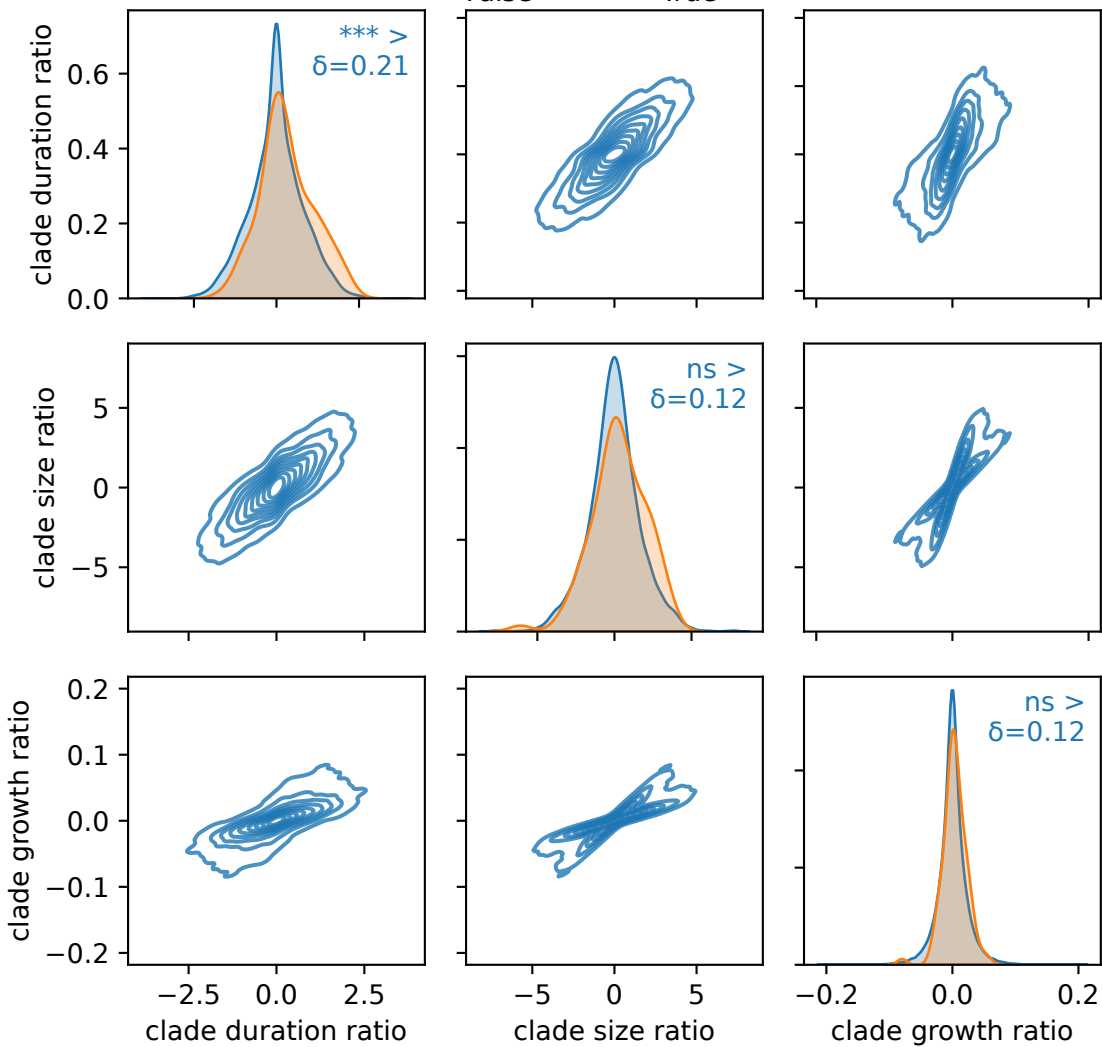 clade duration ratio
0.6
0.4
0.2
0.0
*** >
δ=0.21
clade size ratio
5
0
−5
ns >
δ=0.12
clade growth ratio
0.2
0.1
0.0
−0.1
−0.2
ns >
δ=0.12
−2.5 0.0 2.5
−5 0 5
−0.2 0.0 0.2
clade duration ratio
clade size ratio
clade growth ratio